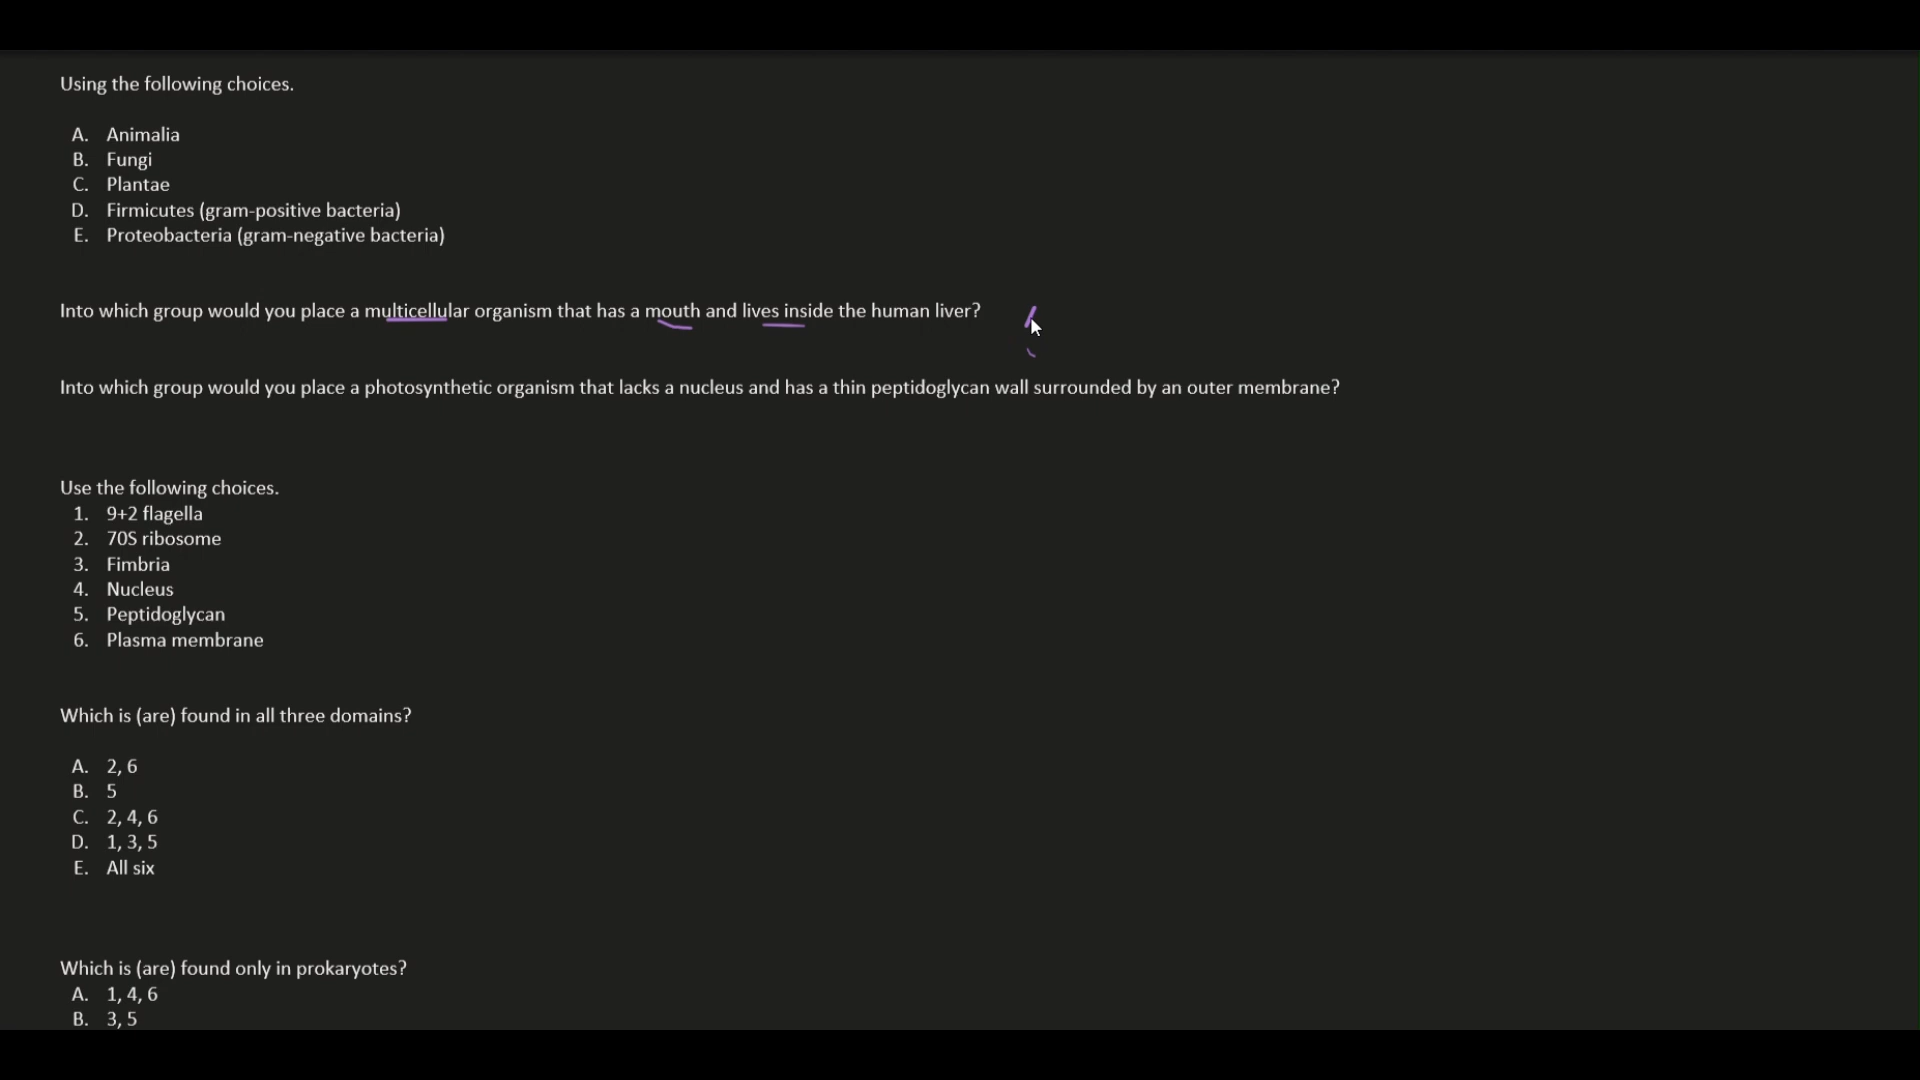 Using the following choices.
A. Animalia
B. Fungi
C. Plantae
D. Firmicutes (gram-positive bacteria)
E. Proteobacteria (gram-negative bacteria)
Into which group would you place a multicellular organism that has a mouth and lives inside the human liver?
Into which group would you place a photosynthetic organism that lacks a nucleus and has a thin peptidoglycan wall surrounded by an outer membrane?
Use the following choices.
1. 9+2 flagella
2. 70S ribosome
3. Fimbria
4. Nucleus
5. Peptidoglycan
6. Plasma membrane
Which is (are) found in all three domains?
A. 2, 6
B. 5
C. 2, 4, 6
D. 1, 3, 5
E. All six
Which is (are) found only in prokaryotes?
A. 1, 4, 6
B. 3, 5